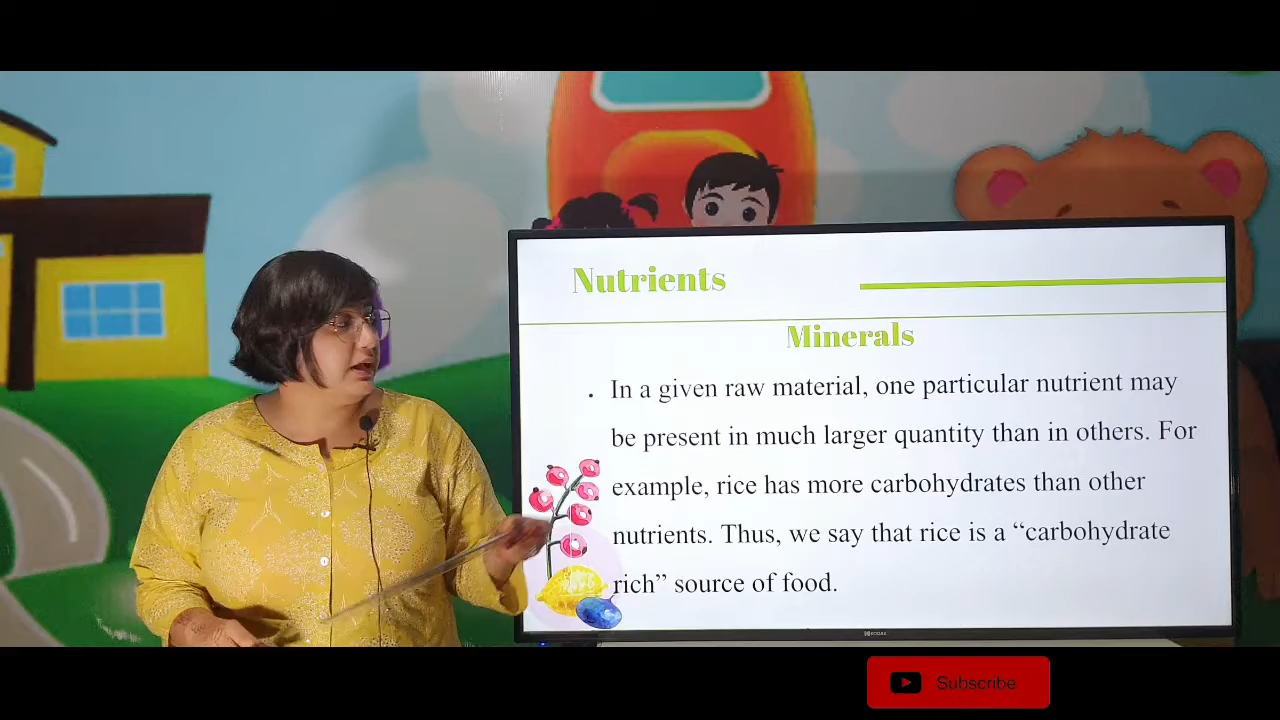 Nutrients
Minerals
. In a given raw material, one particular nutrient may
be present in much larger quantity than in others. For
example, rice has more carbohydrates than other
nutrients. Thus, we say that rice is a “carbohydrate
rich” source of food.
KODAK
Subscribe